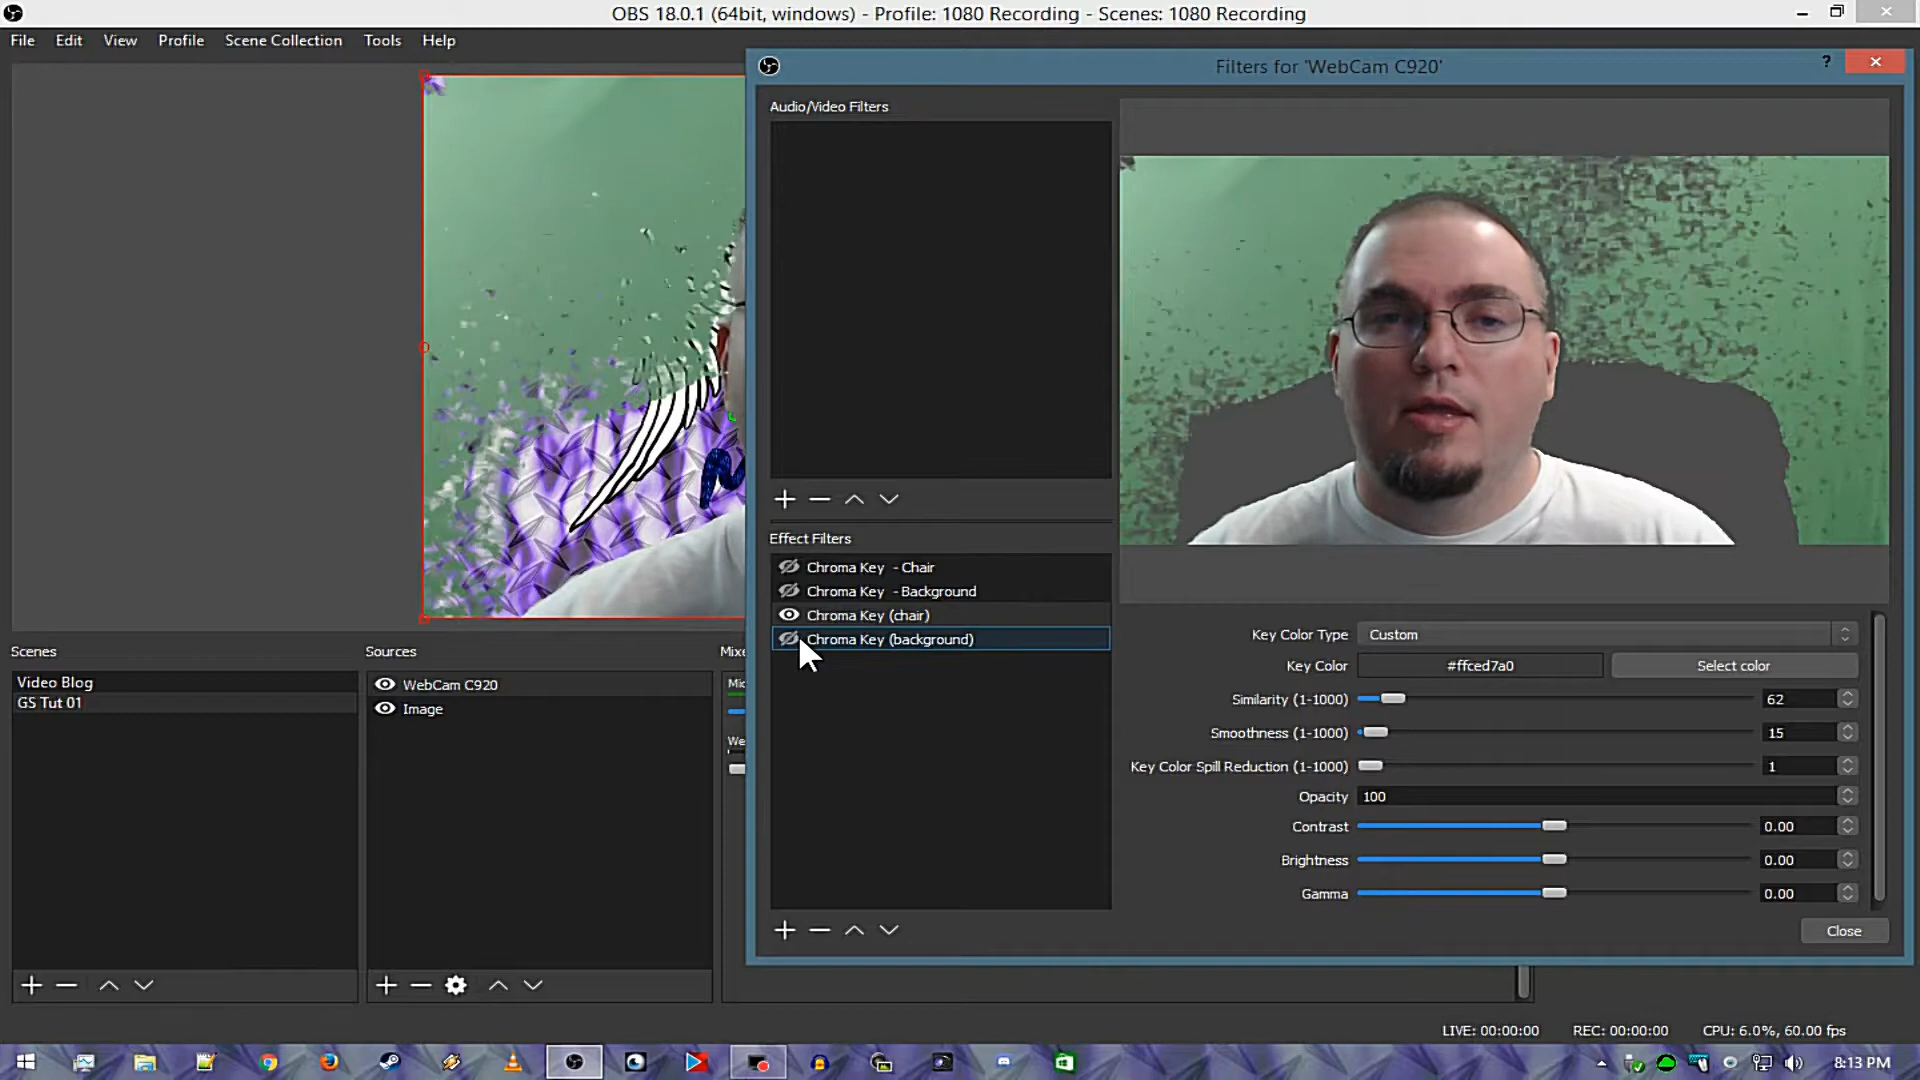 OBS 18.0.1 (64bit, windows) - Profile: 1080 Recording - Scenes: 1080 Recording
File Edit View Profile Scene Collection Tools Help
Filters for 'WebCam C920'
?
Audio/Video Filters
Effect Filters
Chroma Key - Chair
Chroma Key - Background
Chroma Key (chair)
Chroma Key (background)
Key Color Type Custom
Key Color #ffced7a0 Select color
Similarity (1-1000) 62
Smoothness (1-1000) 15
Key Color Spill Reduction (1-1000) 1
Opacity 100
Contrast 0.00
Brightness 0.00
Gamma 0.00
Close
Scenes
Video Blog
GS Tut 01
Sources
WebCam C920
Image
Mixe
Mic
We
LIVE: 00:00:00 REC: 00:00:00 CPU: 6.0%, 60.00 fps
8:13 PM